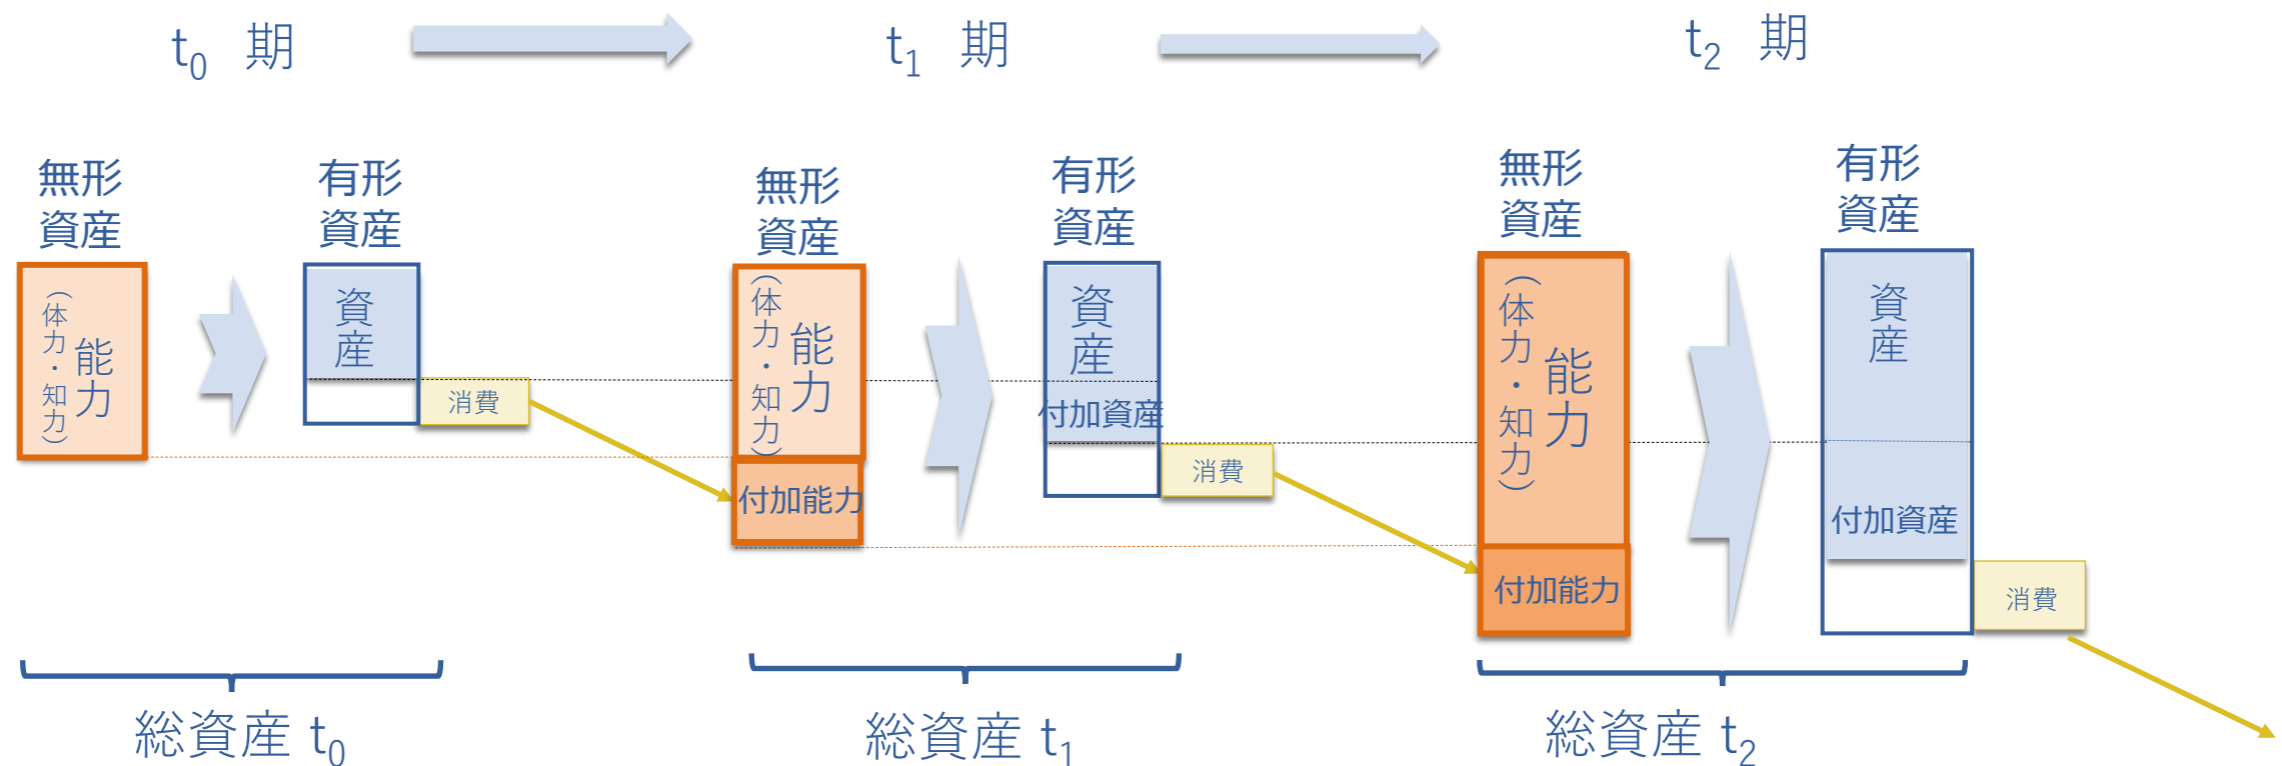 t0 期
t1 期
t2 期
無形
資産
有形
資産
無形
資産
有形
資産
無形
資産
有形
資産
能力
（体力・知力）
資産
消費
能力
（体力・知力）
付加能力
資産
付加資産
消費
能力
（体力・知力）
付加能力
資産
付加資産
消費
総資産 t0
総資産 t1
総資産 t2